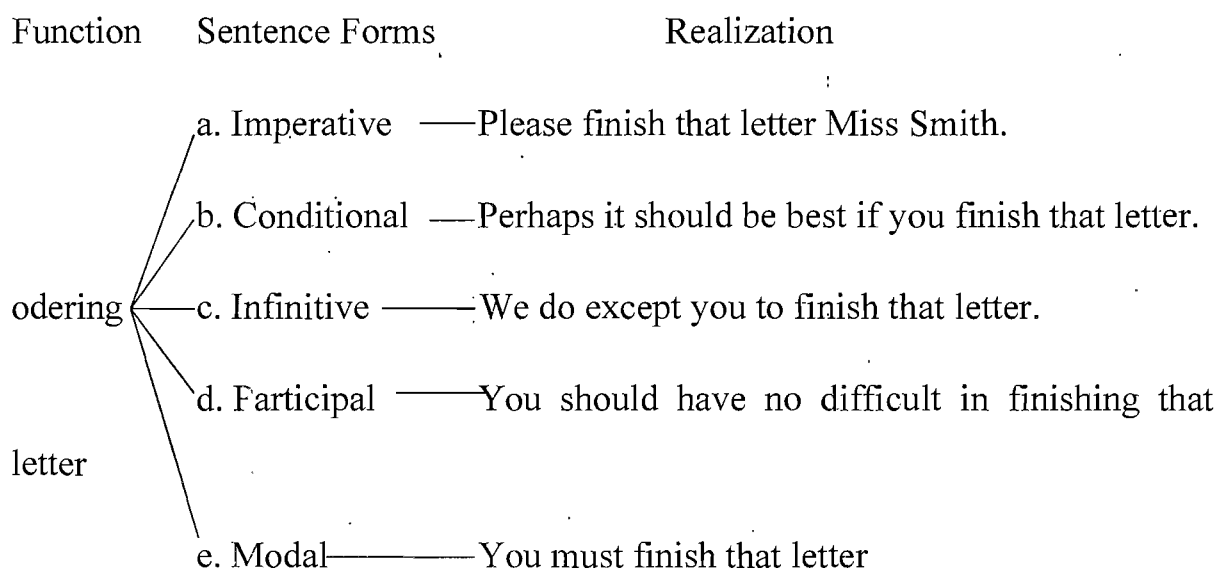 Function Sentence Forms Realization
a. Imperative Please finish that letter Miss Smith.
b. Conditional Perhaps it should be best if you finish that letter.
odering c. Infinitive We do except you to finish that letter.
d. Farticipal You should have no difficult in finishing that
letter
e. Modal You must finish that letter